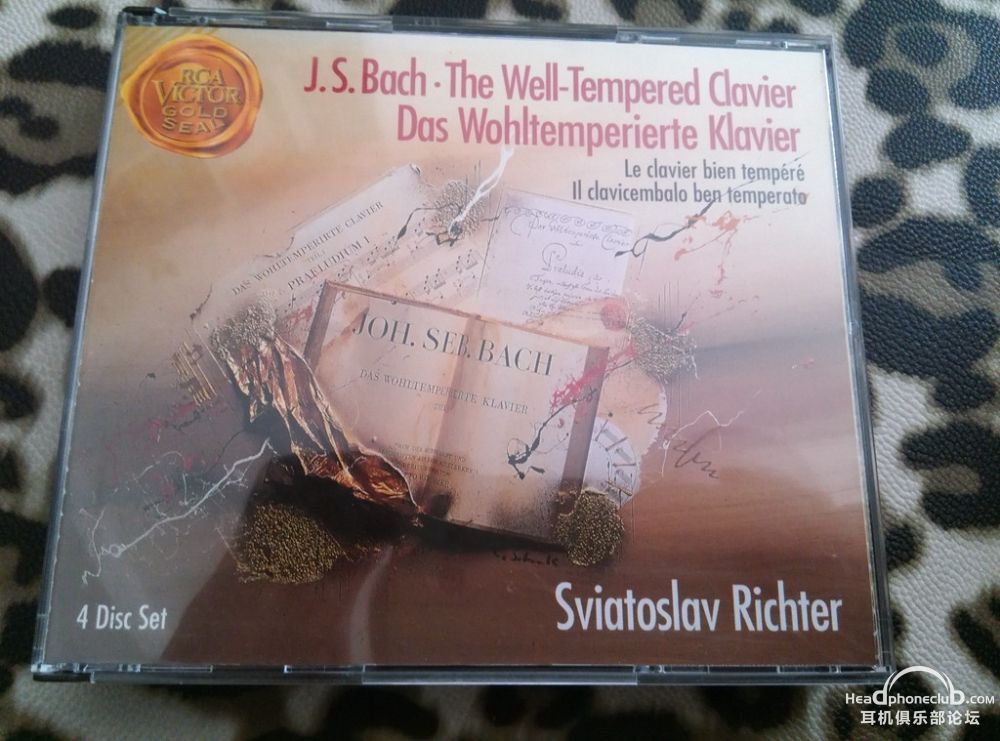 RCA
VICTOR
GOLD
SEAL
J. S. Bach · The Well-Tempered Clavier
Das Wohltemperierte Klavier
Le clavier bien tempéré
Il clavicembalo ben temperato
DAS WOHLTEMPERIERTE CLAVIER
PRAELUDIUM 1
JOH. SEB. BACH
DAS WOHLTEMPERIERTE KLAVIER
4 Disc Set
Sviatoslav Richter
Headphoneclub.com
耳机俱乐部论坛